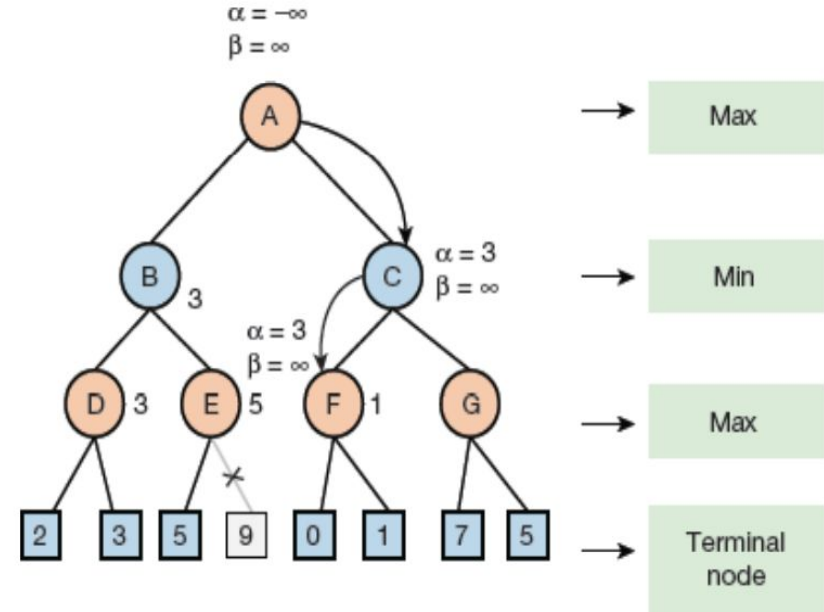 α = −∞
β = ∞
A
Max
B
3
C
α = 3
β = ∞
Min
α = 3
β = ∞
D
3
E
5
F
1
G
Max
2
3
5
9
0
1
7
5
Terminal
node